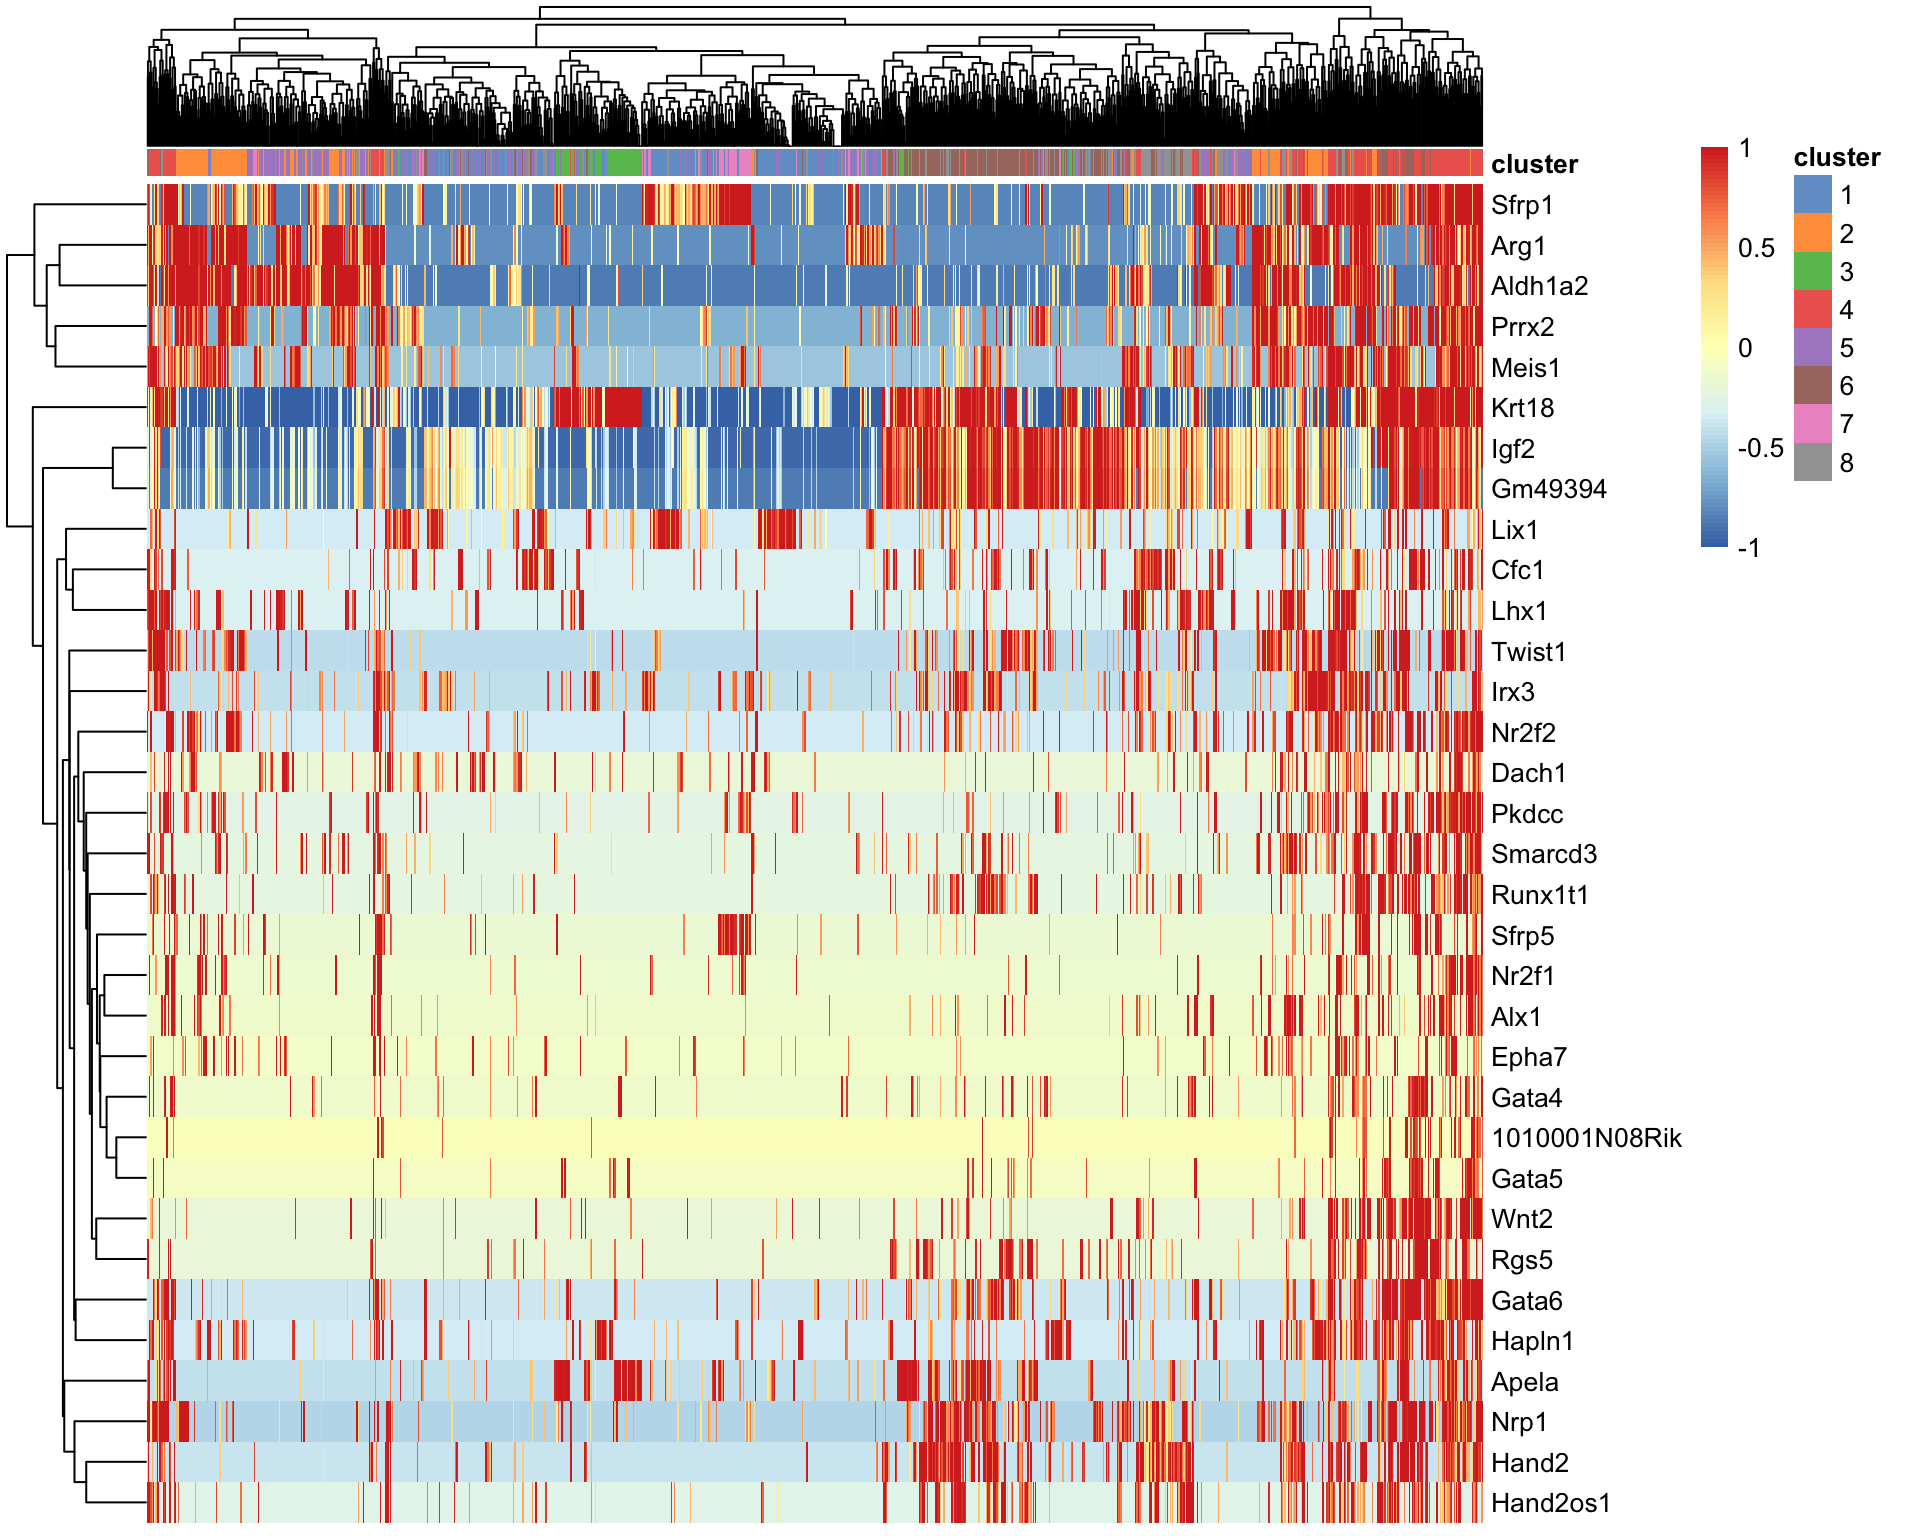 cluster
Sfrp1
Arg1
Aldh1a2
Prrx2
Meis1
Krt18
Igf2
Gm49394
Lix1
Cfc1
Lhx1
Twist1
Irx3
Nr2f2
Dach1
Pkdcc
Smarcd3
Runx1t1
Sfrp5
Nr2f1
Alx1
Epha7
Gata4
1010001N08Rik
Gata5
Wnt2
Rgs5
Gata6
Hapln1
Apela
Nrp1
Hand2
Hand2os1
1
0.5
0
-0.5
-1
cluster
1
2
3
4
5
6
7
8